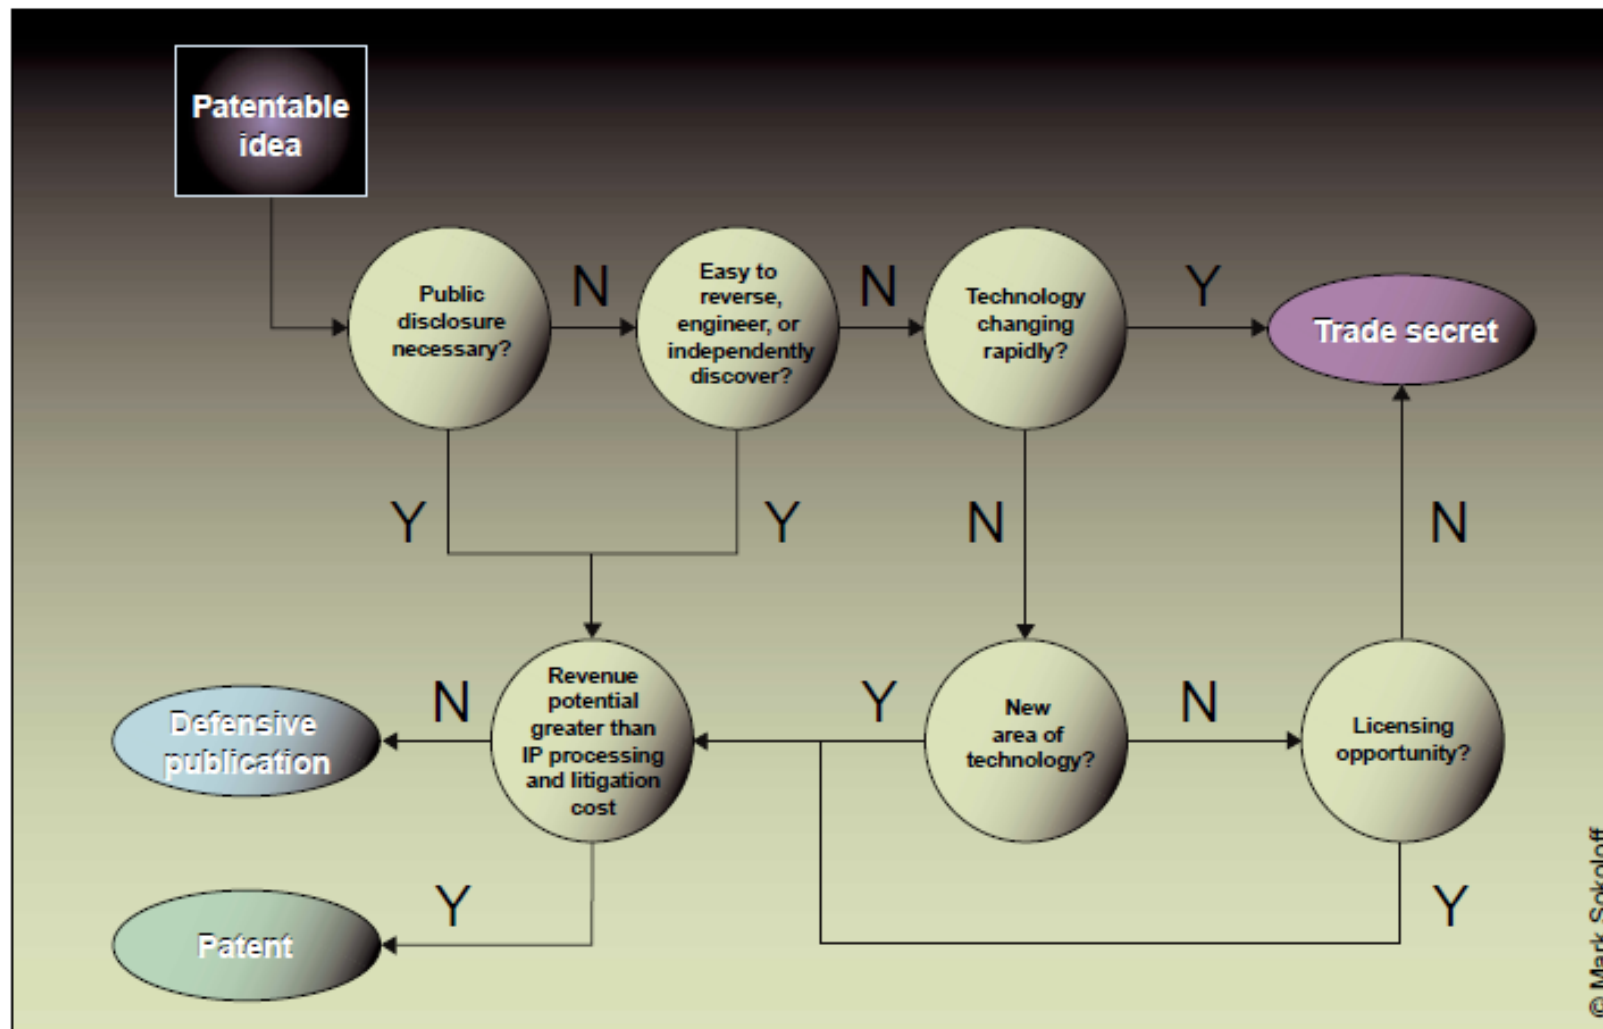 Patentable
idea
Public
disclosure
necessary?
N
Easy to
reverse,
engineer, or
independently
discover?
N
Technology
changing
rapidly?
Y
Trade secret
Y
Y
N
N
Defensive
publication
N
Revenue
potential
greater than
IP processing
and litigation
cost
Y
New
area of
technology?
N
Licensing
opportunity?
Patent
Y
Y
© Mark Sokoloff